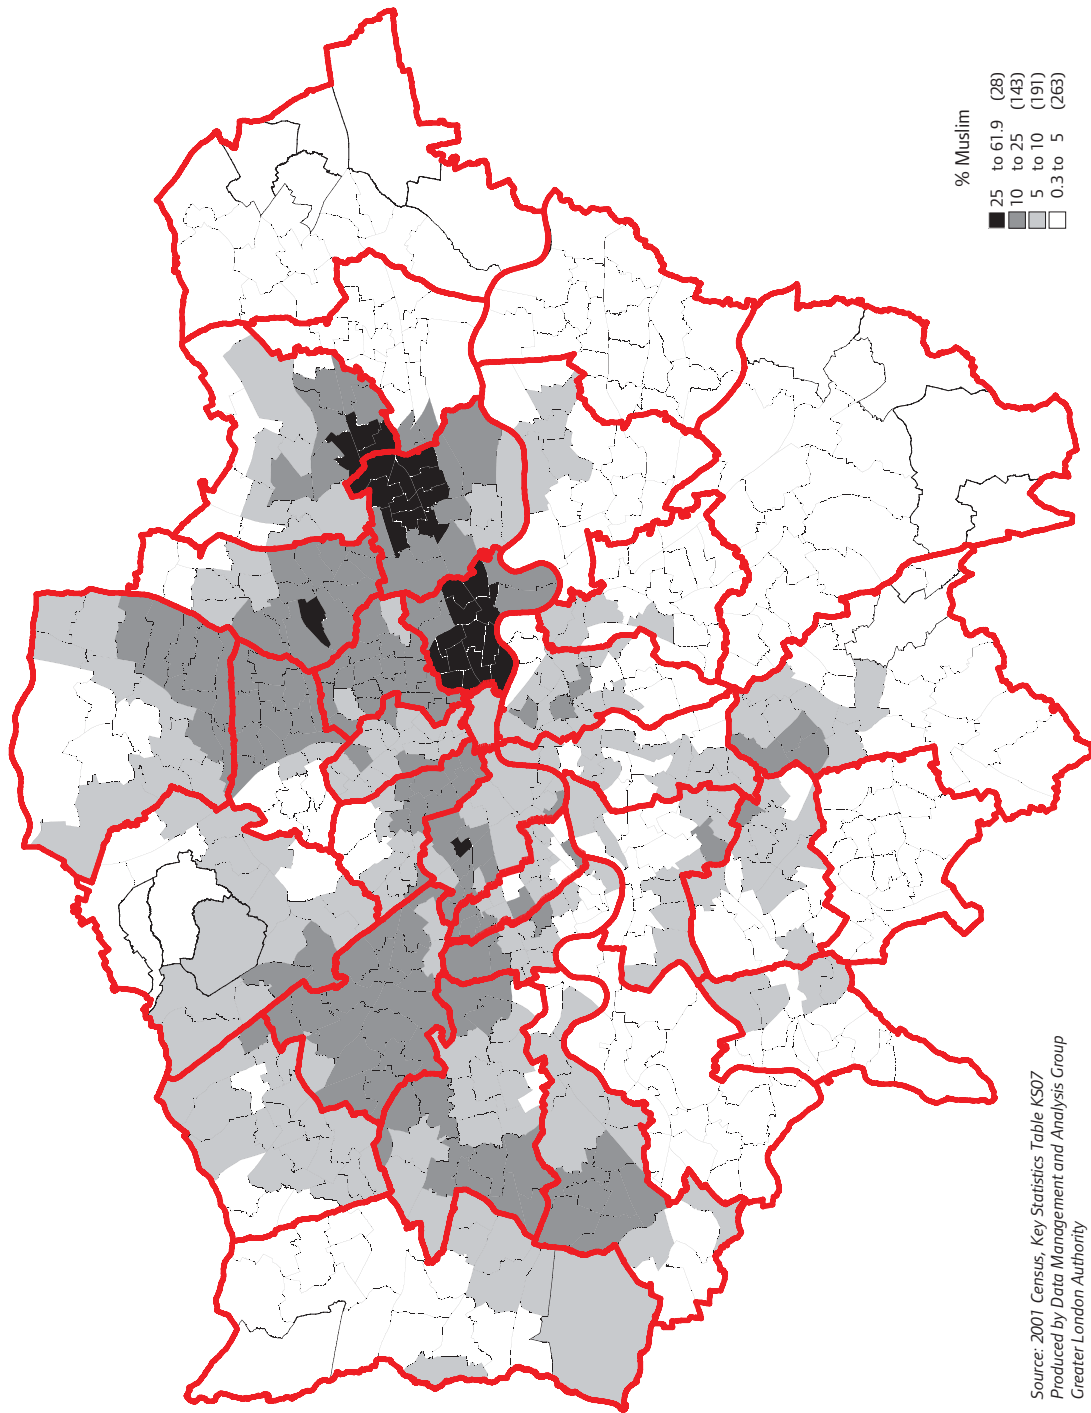 % Muslim
25 to 61.9 (28)
10 to 25 (143)
5 to 10 (191)
0.3 to 5 (263)
Source: 2001 Census, Key Statistics Table KS07
Produced by Data Management and Analysis Group
Greater London Authority